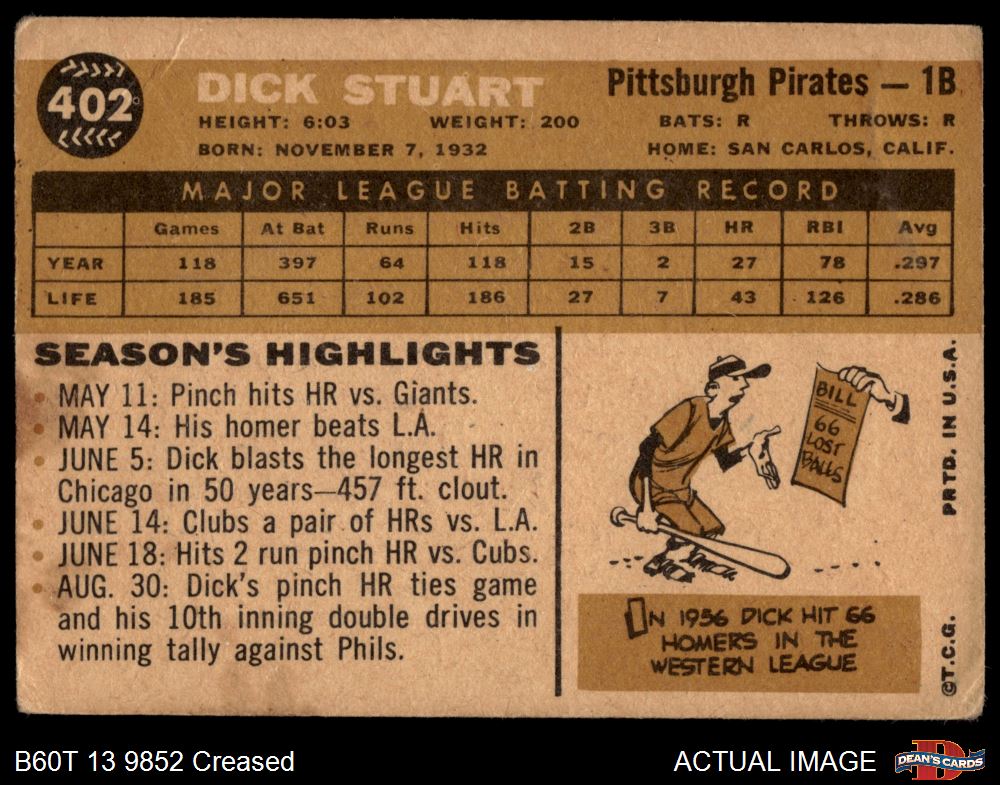 402
DICK STUART
Pittsburgh Pirates — 1B
HEIGHT: 6:03 WEIGHT: 200 BATS: R THROWS: R
BORN: NOVEMBER 7, 1932 HOME: SAN CARLOS, CALIF.
MAJOR LEAGUE BATTING RECORD
Games At Bat Runs Hits 2B 3B HR RBI Avg
YEAR 118 397 64 118 15 2 27 78 .297
LIFE 185 651 102 186 27 7 43 126 .286
SEASON'S HIGHLIGHTS
• MAY 11: Pinch hits HR vs. Giants.
• MAY 14: His homer beats L.A.
• JUNE 5: Dick blasts the longest HR in
Chicago in 50 years—457 ft. clout.
• JUNE 14: Clubs a pair of HRs vs. L.A.
• JUNE 18: Hits 2 run pinch HR vs. Cubs.
• AUG. 30: Dick's pinch HR ties game
and his 10th inning double drives in
winning tally against Phils.
BILL
66
LOST
BALLS
IN 1956 DICK HIT 66
HOMERS IN THE
WESTERN LEAGUE
©T.C.G. PRTD. IN U.S.A.
B60T 13 9852 Creased
ACTUAL IMAGE
D
DEAN'S CARDS